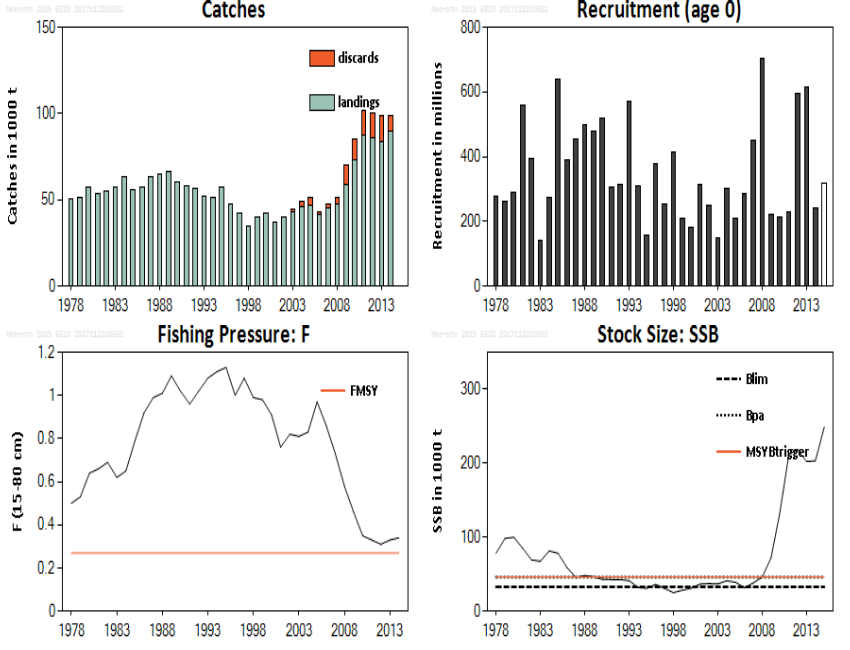 Catches
Catches in 1000 t
150
100
50
0
discards
landings
1978 1983 1988 1993 1998 2003 2008 2013
Recruitment (age 0)
Recruitment in millions
800
600
400
200
0
1978 1983 1988 1993 1998 2003 2008 2013
Fishing Pressure: F
F (15-80 cm)
1.2
1
0.8
0.6
0.4
0.2
0
FMSY
1978 1983 1988 1993 1998 2003 2008 2013
Stock Size: SSB
SSB in 1000 t
300
200
100
0
Blim
Bpa
MSYBtrigger
1978 1983 1988 1993 1998 2003 2008 2013